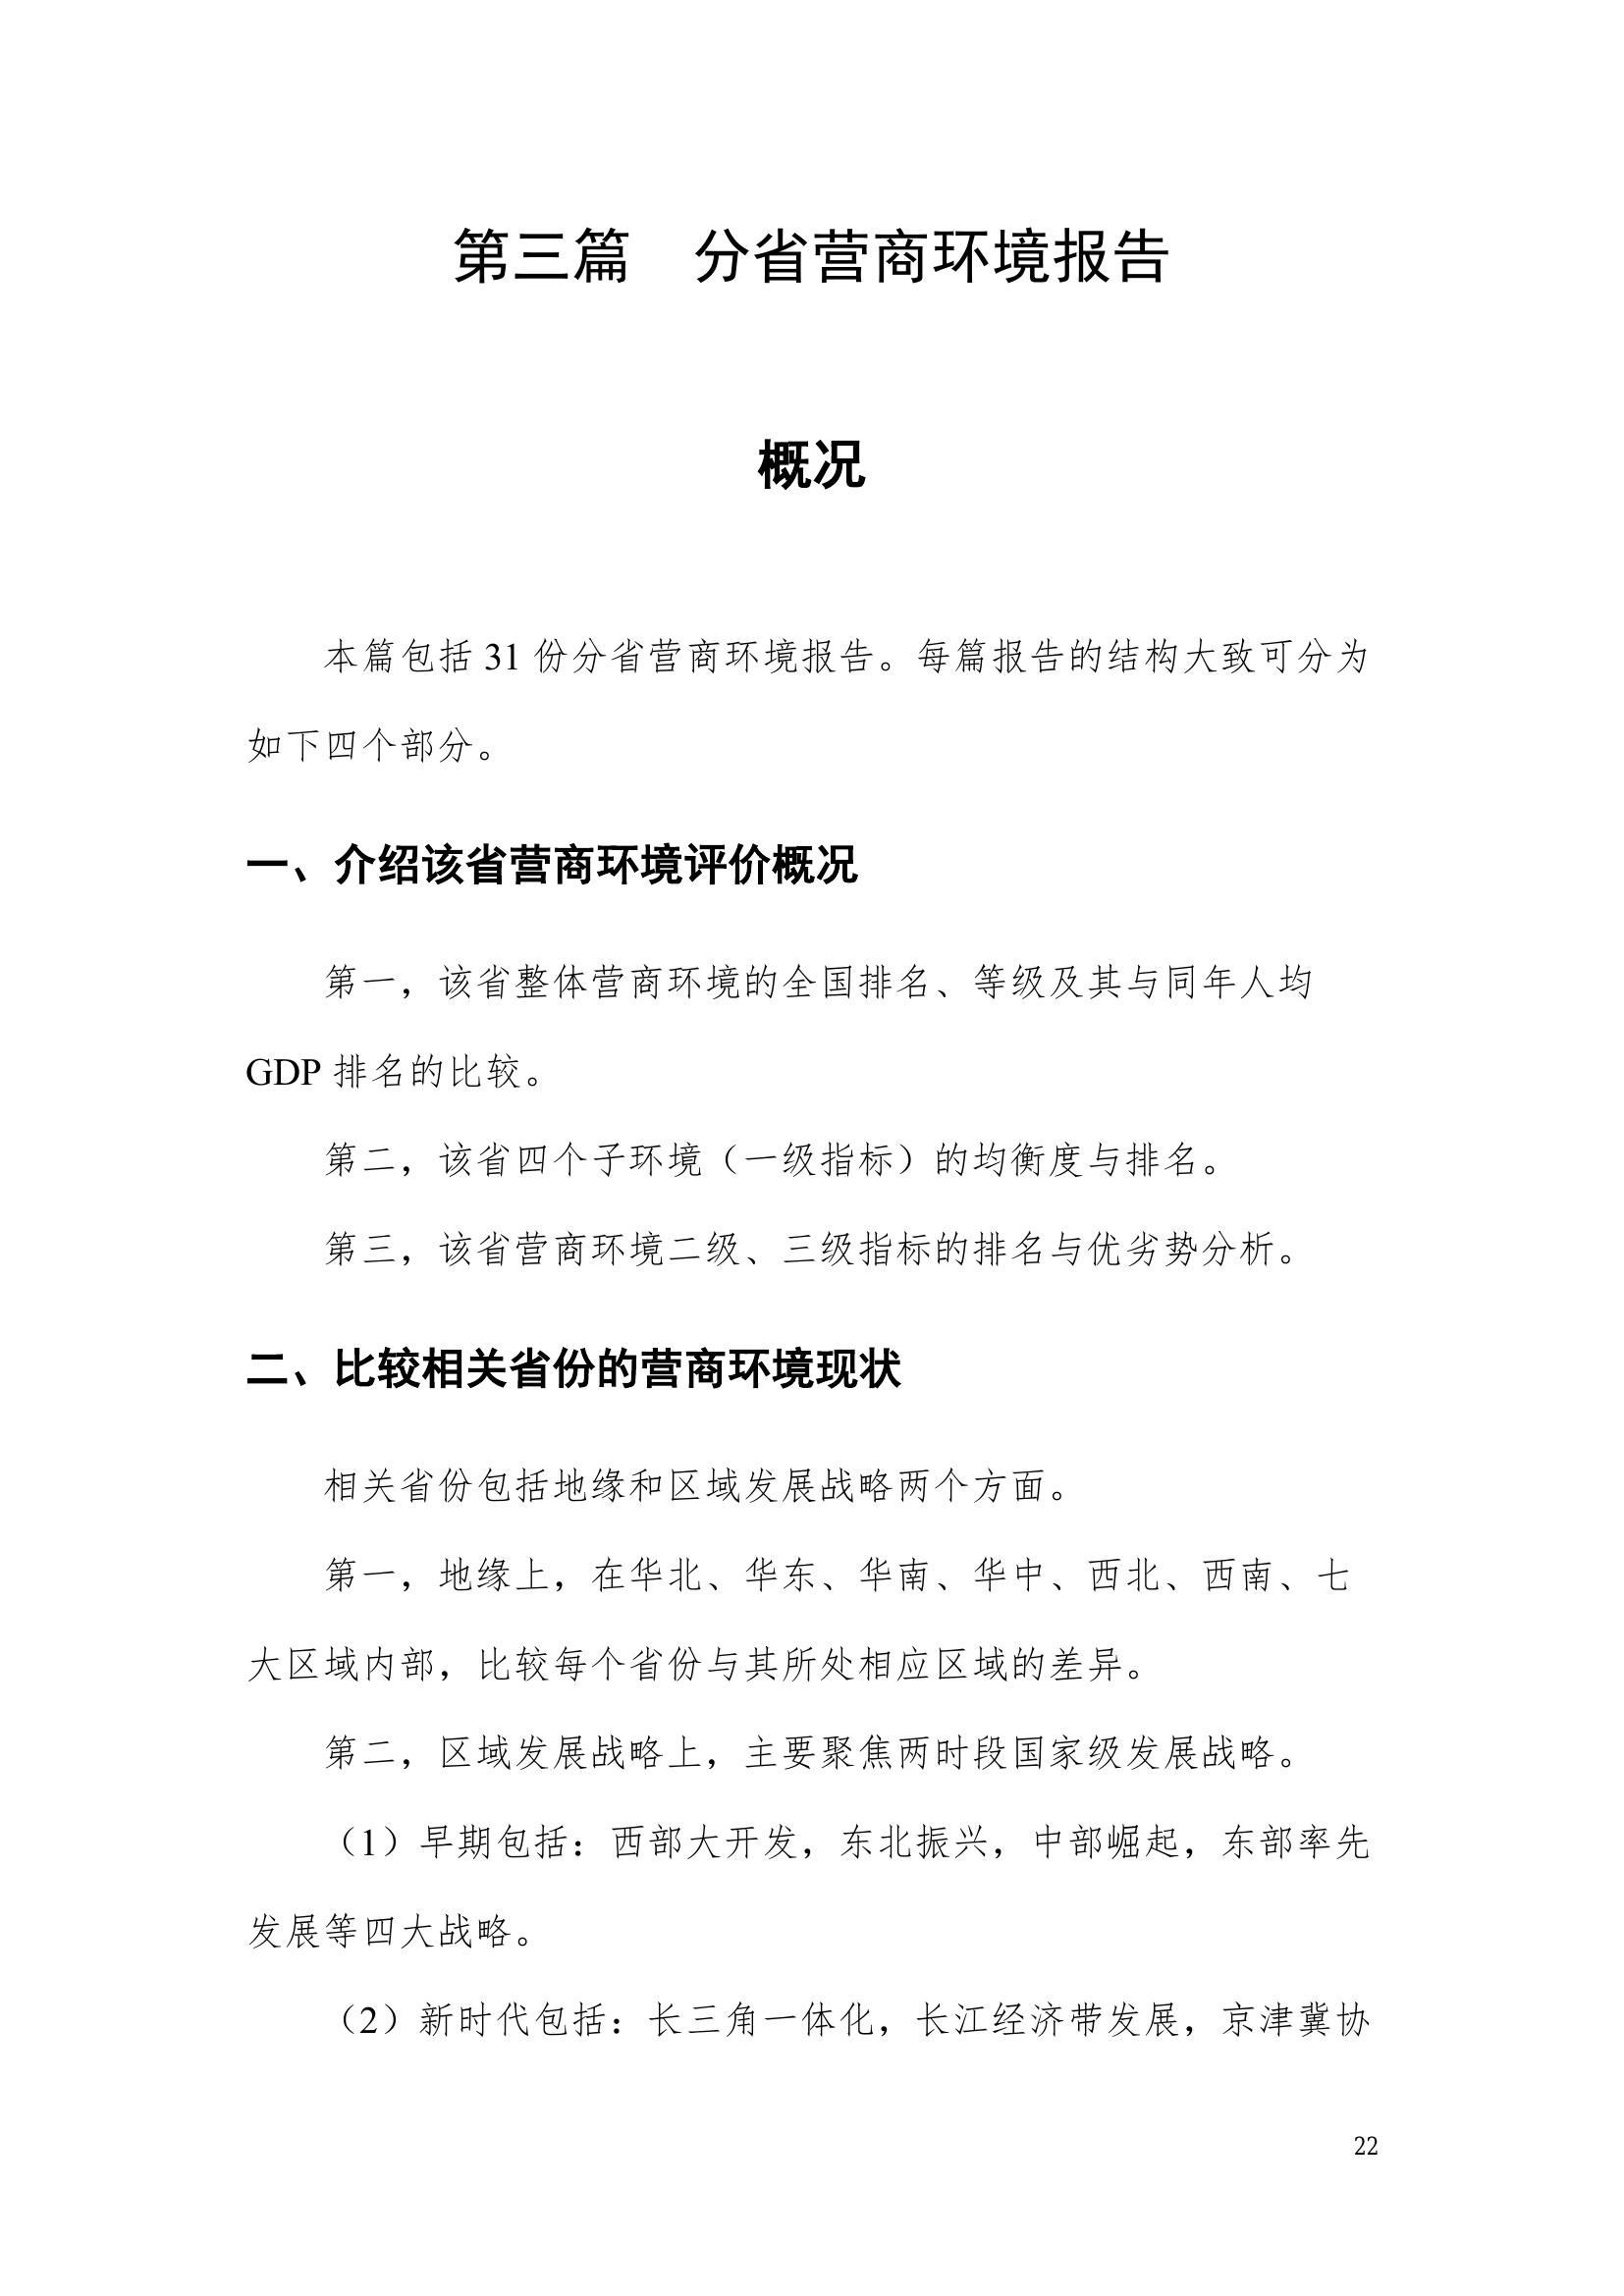 第三篇　分省营商环境报告
概况
本篇包括 31 份分省营商环境报告。每篇报告的结构大致可分为
如下四个部分。
一、介绍该省营商环境评价概况
第一，该省整体营商环境的全国排名、等级及其与同年人均
GDP 排名的比较。
第二，该省四个子环境（一级指标）的均衡度与排名。
第三，该省营商环境二级、三级指标的排名与优劣势分析。
二、比较相关省份的营商环境现状
相关省份包括地缘和区域发展战略两个方面。
第一，地缘上，在华北、华东、华南、华中、西北、西南、七
大区域内部，比较每个省份与其所处相应区域的差异。
第二，区域发展战略上，主要聚焦两时段国家级发展战略。
（1）早期包括：西部大开发，东北振兴，中部崛起，东部率先
发展等四大战略。
（2）新时代包括：长三角一体化，长江经济带发展，京津冀协
22